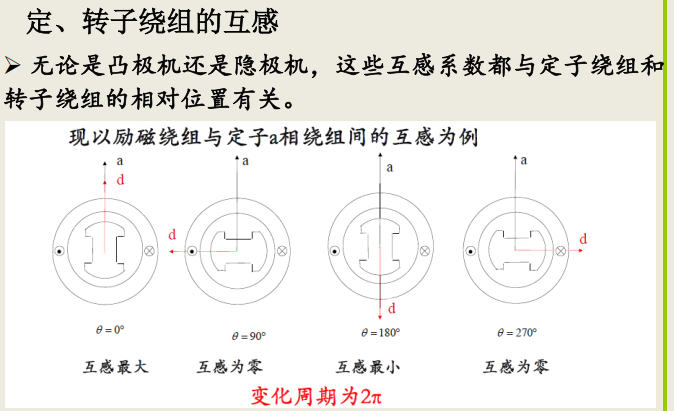 定、转子绕组的互感
➢ 无论是凸极机还是隐极机，这些互感系数都与定子绕组和
转子绕组的相对位置有关。
现以励磁绕组与定子a相绕组间的互感为例
a a a a
d d d d
θ = 0° θ = 90° θ = 180° θ = 270°
互感最大 互感为零 互感最小 互感为零
变化周期为2π